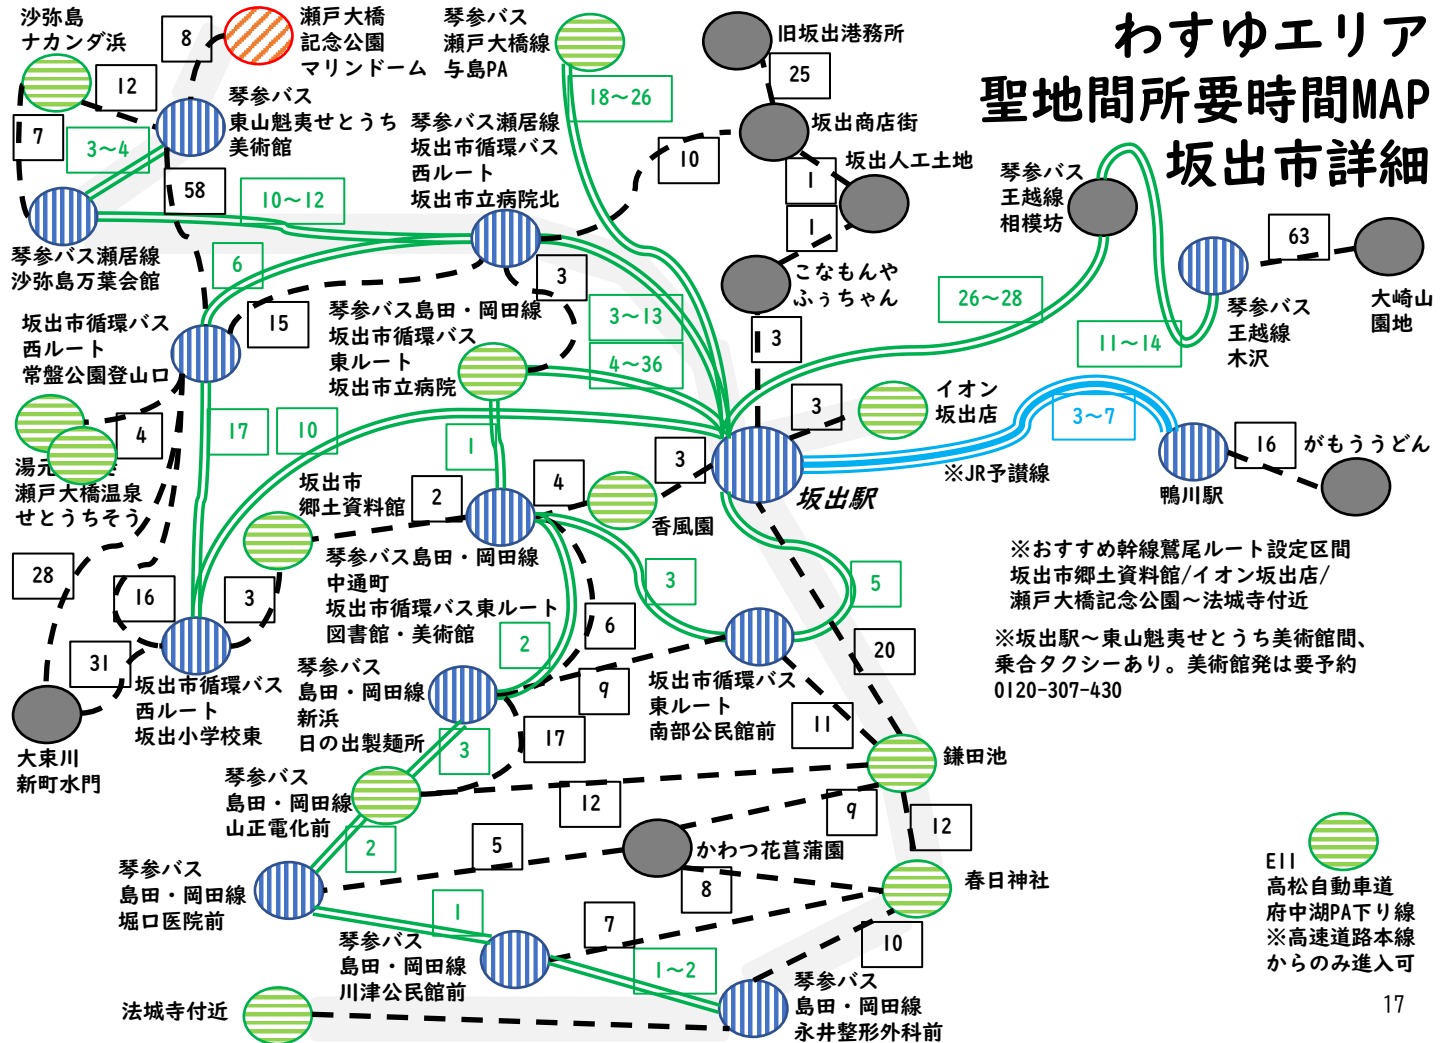 わすゆエリア
聖地間所要時間MAP
坂出市詳細
沙弥島
ナカンダ浜
8
瀬戸大橋
記念公園
マリンドーム
琴参バス
瀬戸大橋線
与島PA
18～26
旧坂出港務所
25
12
7
3～4
琴参バス
東山魁夷せとうち
美術館
58
10～12
琴参バス瀬居線
坂出市循環バス
西ルート
坂出市立病院北
10
坂出商店街
坂出人工土地
1
1
琴参バス
王越線
相模坊
63
大崎山
園地
琴参バス瀬居線
沙弥島万葉会館
6
3
こなもんや
ふぅちゃん
3
26～28
11～14
琴参バス
王越線
木沢
坂出市循環バス
西ルート
常盤公園登山口
15
琴参バス島田・岡田線
坂出市循環バス
東ルート
坂出市立病院
3～13
4～36
イオン
坂出店
3
3～7
4
17
10
1
湯元
瀬戸大橋温泉
せとうちそう
坂出市
郷土資料館
2
4
3
香風園
坂出駅
※JR予讃線
16
がもううどん
鴨川駅
28
16
3
琴参バス島田・岡田線
中通町
坂出市循環バス東ルート
図書館・美術館
3
5
※おすすめ幹線鷲尾ルート設定区間
坂出市郷土資料館/イオン坂出店/
瀬戸大橋記念公園～法城寺付近
※坂出駅～東山魁夷せとうち美術館間、
乗合タクシーあり。美術館発は要予約
0120-307-430
31
2
6
20
大束川
新町水門
坂出市循環バス
西ルート
坂出小学校東
琴参バス
島田・岡田線
新浜
日の出製麺所
9
坂出市循環バス
東ルート
南部公民館前
11
3
17
琴参バス
島田・岡田線
山正電化前
12
鎌田池
9
12
2
5
かわつ花菖蒲園
8
春日神社
琴参バス
島田・岡田線
堀口医院前
1
7
10
琴参バス
島田・岡田線
川津公民館前
1～2
琴参バス
島田・岡田線
永井整形外科前
法城寺付近
E11
高松自動車道
府中湖PA下り線
※高速道路本線
からのみ進入可
17